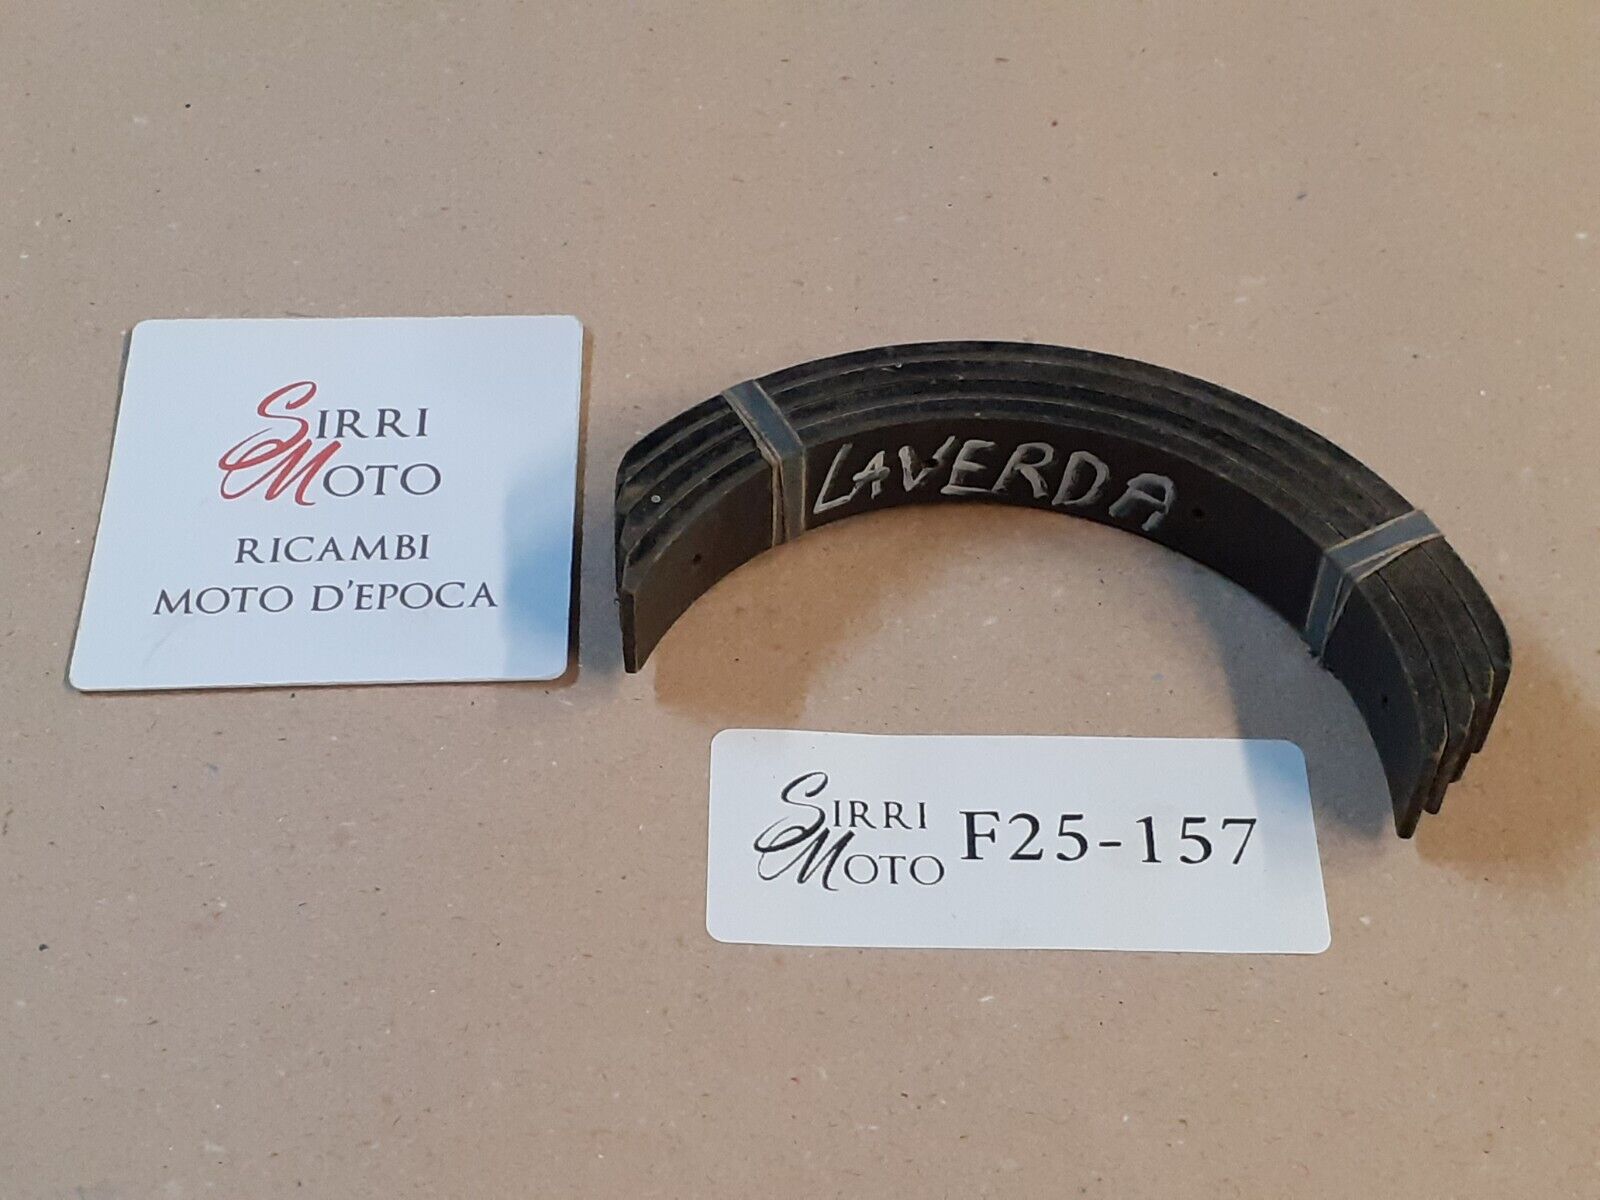 SIRRI
MOTO
RICAMBI
MOTO D'EPOCA
LAVERDA
SIRRI
MOTO
F25-157